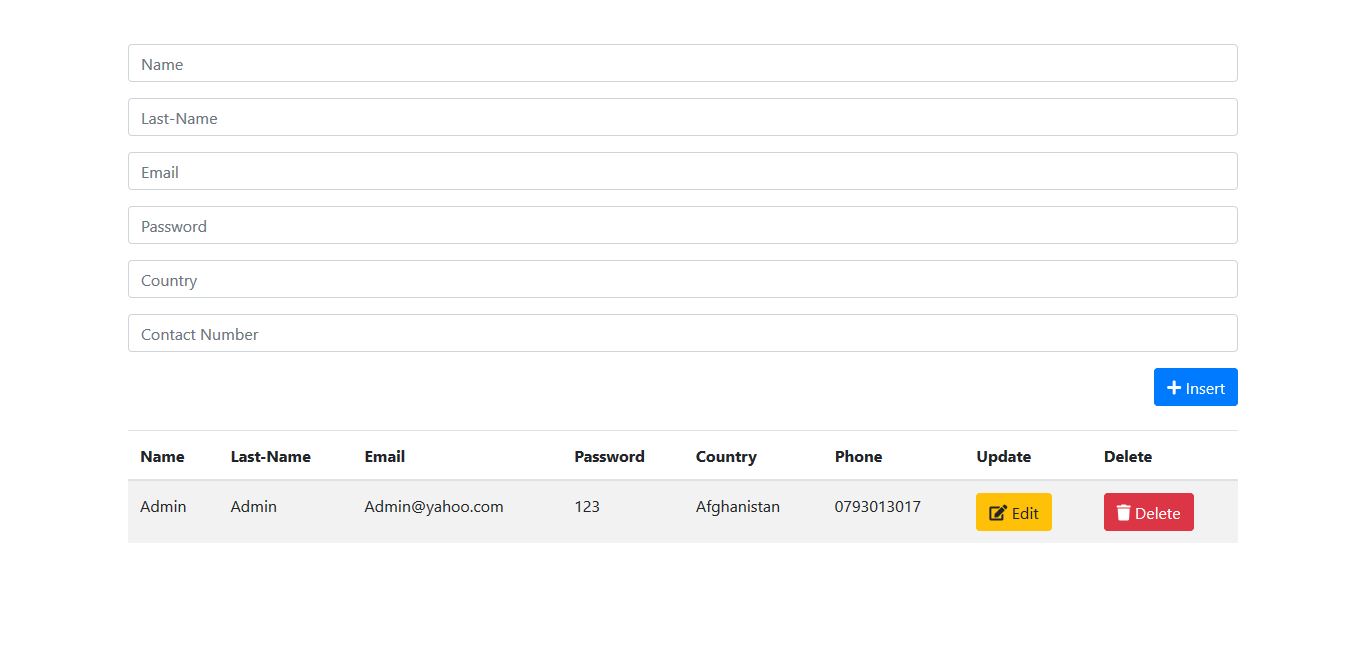 Name
Last-Name
Email
Password
Country
Contact Number
Insert
Name Last-Name Email Password Country Phone Update Delete
Admin Admin Admin@yahoo.com 123 Afghanistan 0793013017 Edit Delete